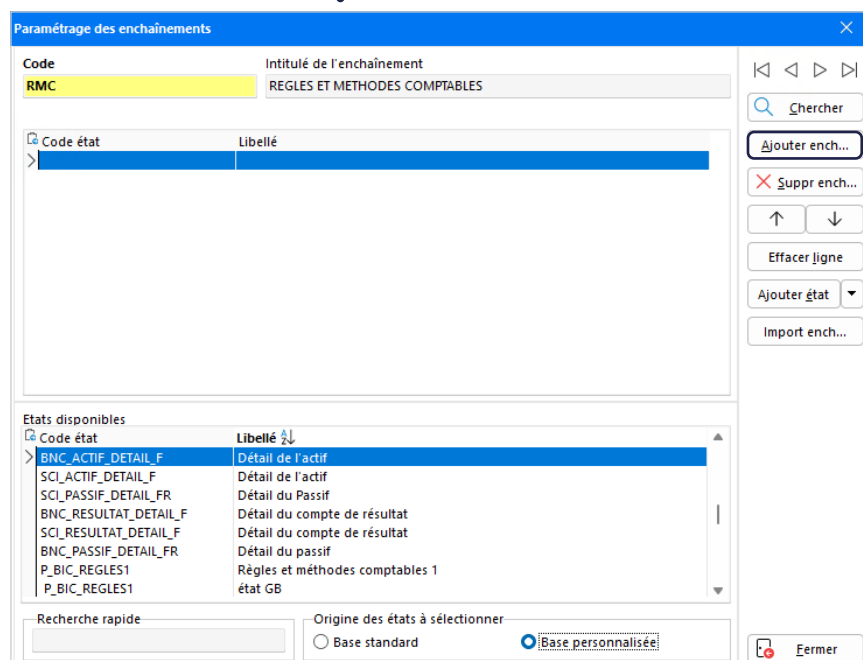 Paramétrage des enchaînements
Code Intitulé de l'enchaînement
RMC REGLES ET METHODES COMPTABLES
Chercher
Code état Libellé
Ajouter ench...
Suppr ench...
Effacer ligne
Ajouter état
Import ench...
Etats disponibles
Code état Libellé
BNC_ACTIF_DETAIL_F Détail de l'actif
SCI_ACTIF_DETAIL_F Détail de l'actif
SCI_PASSIF_DETAIL_FR Détail du Passif
BNC_RESULTAT_DETAIL_F Détail du compte de résultat
SCI_RESULTAT_DETAIL_F Détail du compte de résultat
BNC_PASSIF_DETAIL_FR Détail du passif
P_BIC_REGLES1 Règles et méthodes comptables 1
P_BIC_REGLES1 état GB
Recherche rapide Origine des états à sélectionner
Base standard Base personnalisée
Fermer